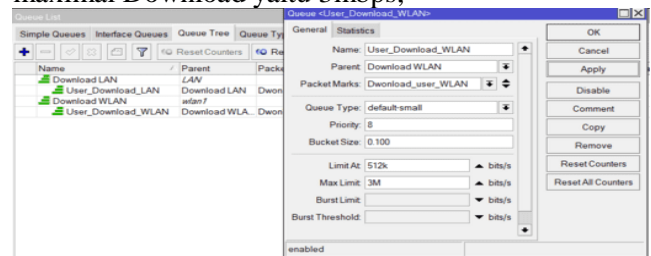 maximal Download yaitu 3mbps,
Queue List
Simple Queues Interface Queues Queue Tree Queue Typ
Reset Counters Re
Name Parent Packe
Download LAN LAN
User_Download_LAN Download LAN Dwon
Download WLAN wlan1
User_Download_WLAN Download WLA.. Dwon
Queue <User_Download_WLAN>
General Statistics
Name: User_Download_WLAN
Parent: Download WLAN
Packet Marks: Dwonload_user_WLAN
Queue Type: default-small
Priority: 8
Bucket Size: 0.100
Limit At: 512k bits/s
Max Limit: 3M bits/s
Burst Limit: bits/s
Burst Threshold: bits/s
enabled
OK
Cancel
Apply
Disable
Comment
Copy
Remove
Reset Counters
Reset All Counters